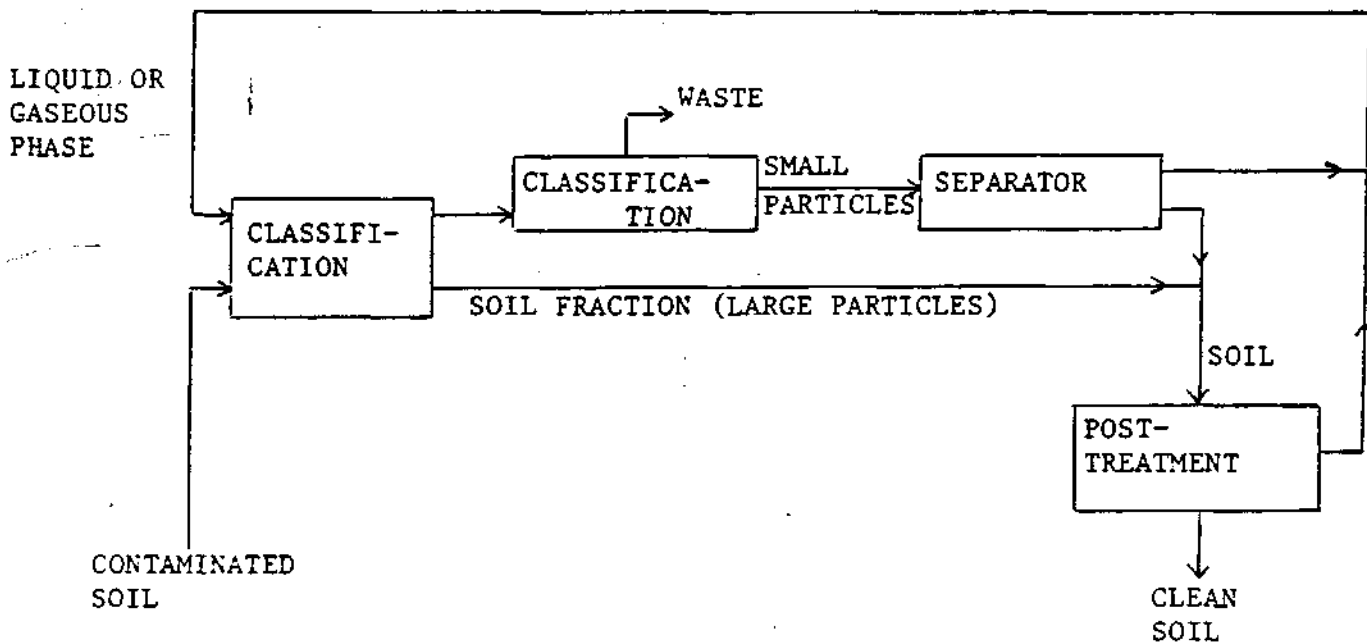 LIQUID OR
GASEOUS
PHASE
WASTE
CLASSIFICA-
TION
SMALL
PARTICLES
SEPARATOR
CLASSIFI-
CATION
SOIL FRACTION (LARGE PARTICLES)
SOIL
POST-
TREATMENT
CONTAMINATED
SOIL
CLEAN
SOIL